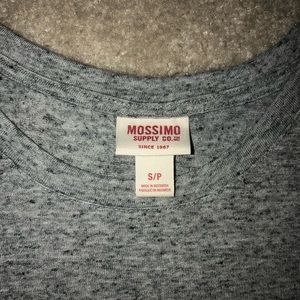 MOSSIMO
SUPPLY CO.
SINCE 1987
S/P
MADE IN INDONESIA